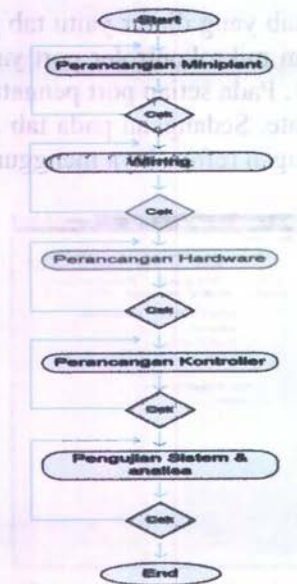 Start
Perancangan Miniplant
Cek
Wiring
Cek
Perancangan Hardware
Cek
Perancangan Kontroller
Cek
Pengujian Sistem &
analisa
Cek
End